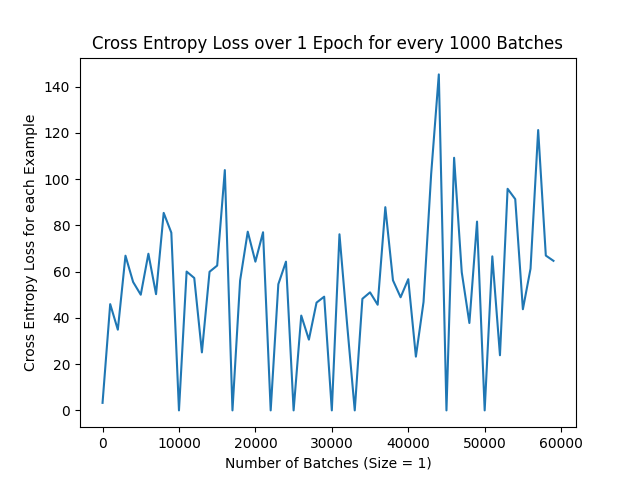 Cross Entropy Loss over 1 Epoch for every 1000 Batches
Cross Entropy Loss for each Example
140
120
100
80
60
40
20
0
0 10000 20000 30000 40000 50000 60000
Number of Batches (Size = 1)